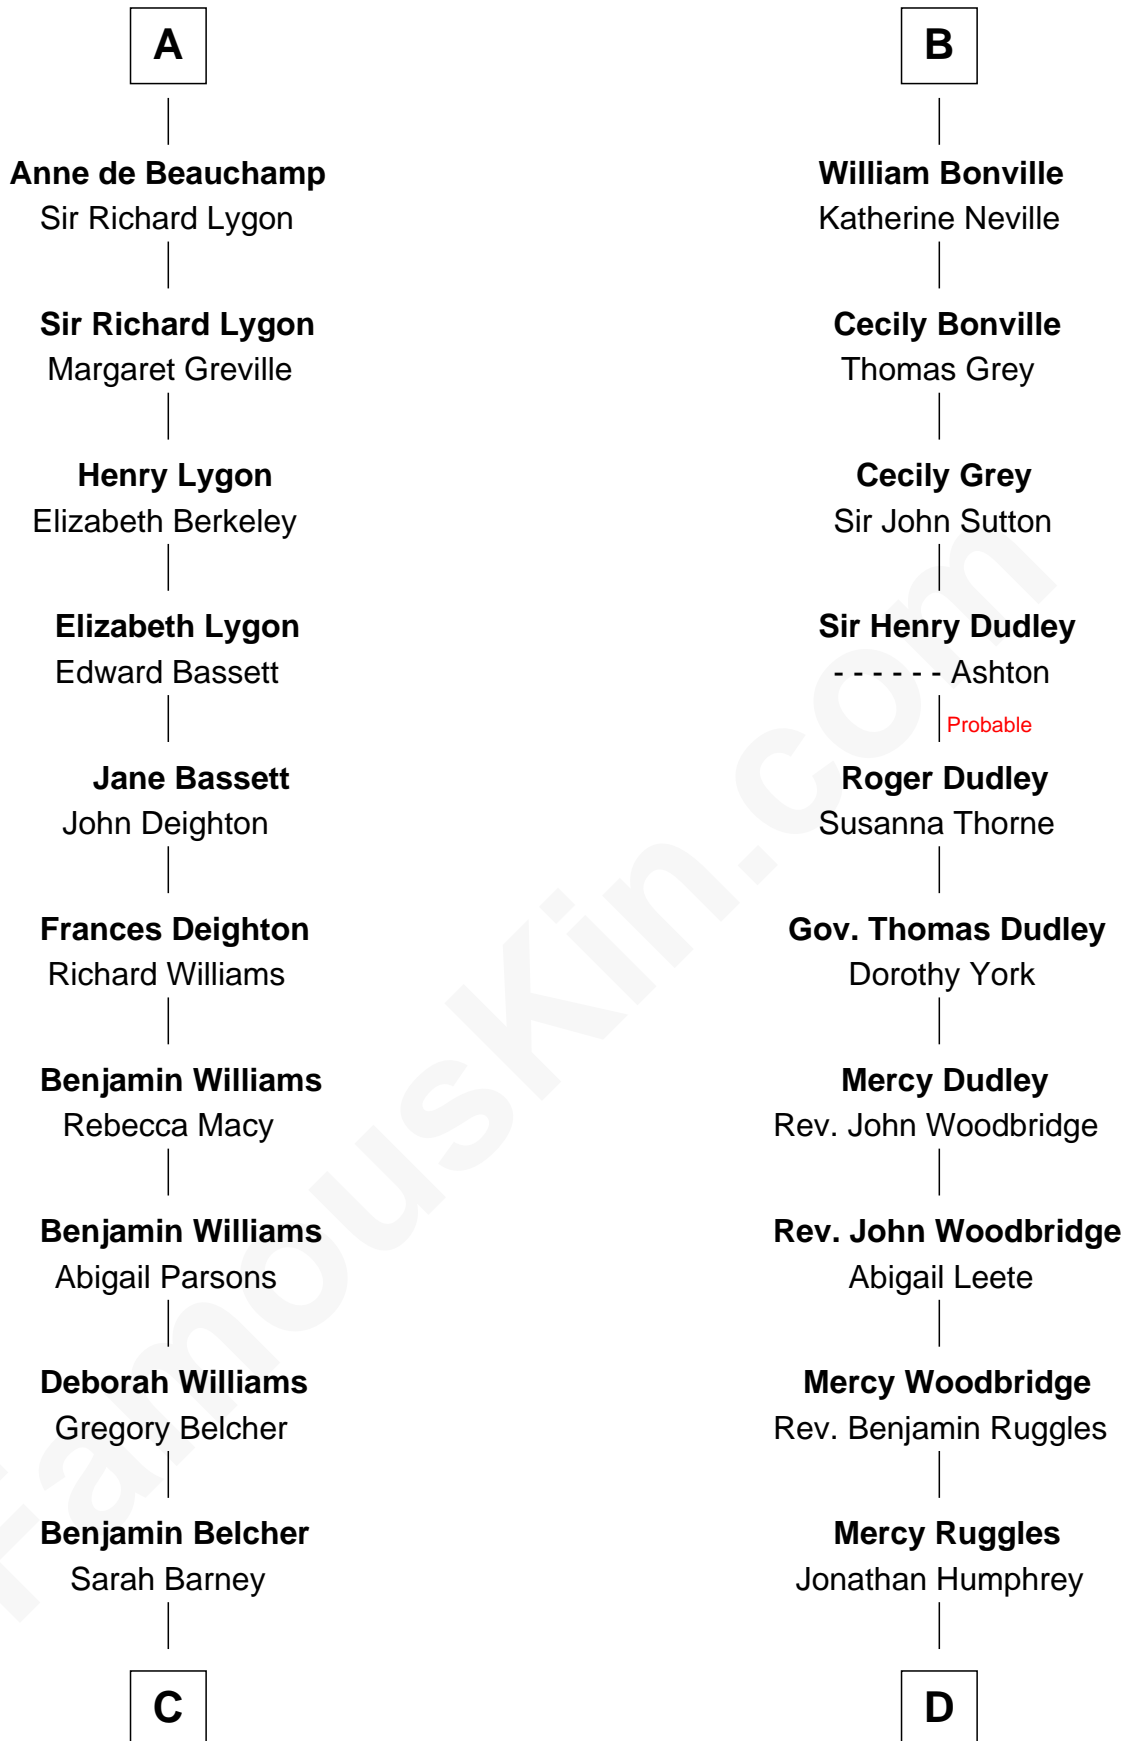 A
Anne de Beauchamp
Sir Richard Lygon
Sir Richard Lygon
Margaret Greville
Henry Lygon
Elizabeth Berkeley
Elizabeth Lygon
Edward Bassett
Jane Bassett
John Deighton
Frances Deighton
Richard Williams
Benjamin Williams
Rebecca Macy
Benjamin Williams
Abigail Parsons
Deborah Williams
Gregory Belcher
Benjamin Belcher
Sarah Barney
C
B
William Bonville
Katherine Neville
Cecily Bonville
Thomas Grey
Cecily Grey
Sir John Sutton
Sir Henry Dudley
- - - - - - Ashton
Probable
Roger Dudley
Susanna Thorne
Gov. Thomas Dudley
Dorothy York
Mercy Dudley
Rev. John Woodbridge
Rev. John Woodbridge
Abigail Leete
Mercy Woodbridge
Rev. Benjamin Ruggles
Mercy Ruggles
Jonathan Humphrey
D
FamousKin.com